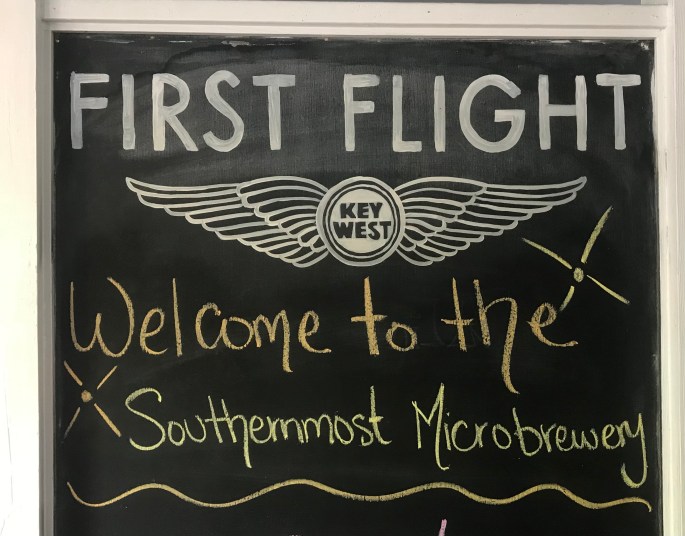 FIRST FLIGHT
KEY
WEST
Welcome to the
Southernmost Microbrewery